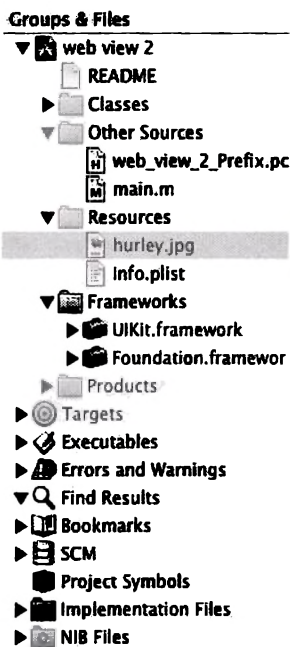 Groups & Files
web view 2
README
Classes
Other Sources
web_view_2_Prefix.pc
main.m
Resources
hurley.jpg
Info.plist
Frameworks
UIKit.framework
Foundation.framewor
Products
Targets
Executables
Errors and Warnings
Find Results
Bookmarks
SCM
Project Symbols
Implementation Files
NIB Files